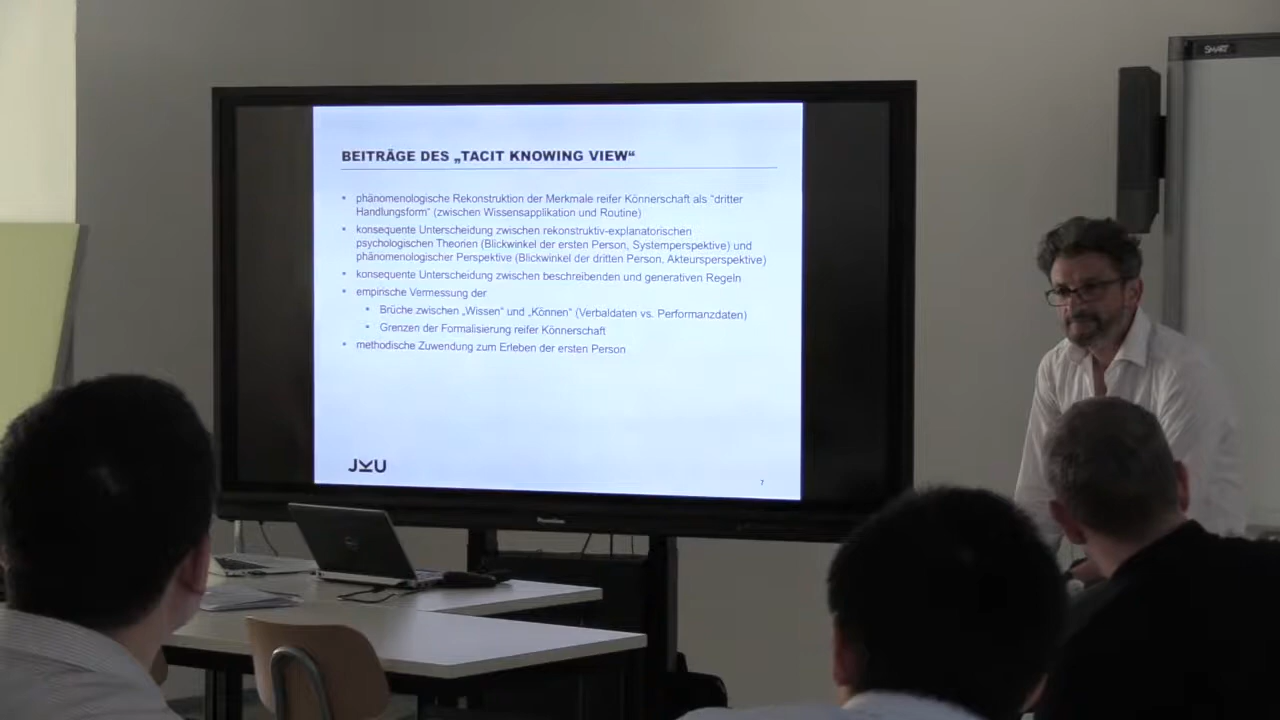 BEITRÄGE DES „TACIT KNOWING VIEW“
• phänomenologische Rekonstruktion der Merkmale reifer Könnerschaft als "dritter
Handlungsform" (zwischen Wissensapplikation und Routine)
• konsequente Unterscheidung zwischen rekonstruktiv-explanatorischen
psychologischen Theorien (Blickwinkel der ersten Person, Systemperspektive) und
phänomenologischer Perspektive (Blickwinkel der dritten Person, Akteursperspektive)
• konsequente Unterscheidung zwischen beschreibenden und generativen Regeln
• empirische Vermessung der
• Brüche zwischen „Wissen“ und „Können“ (Verbaldaten vs. Performanzdaten)
• Grenzen der Formalisierung reifer Könnerschaft
• methodische Zuwendung zum Erleben der ersten Person
JKU
7
SMART